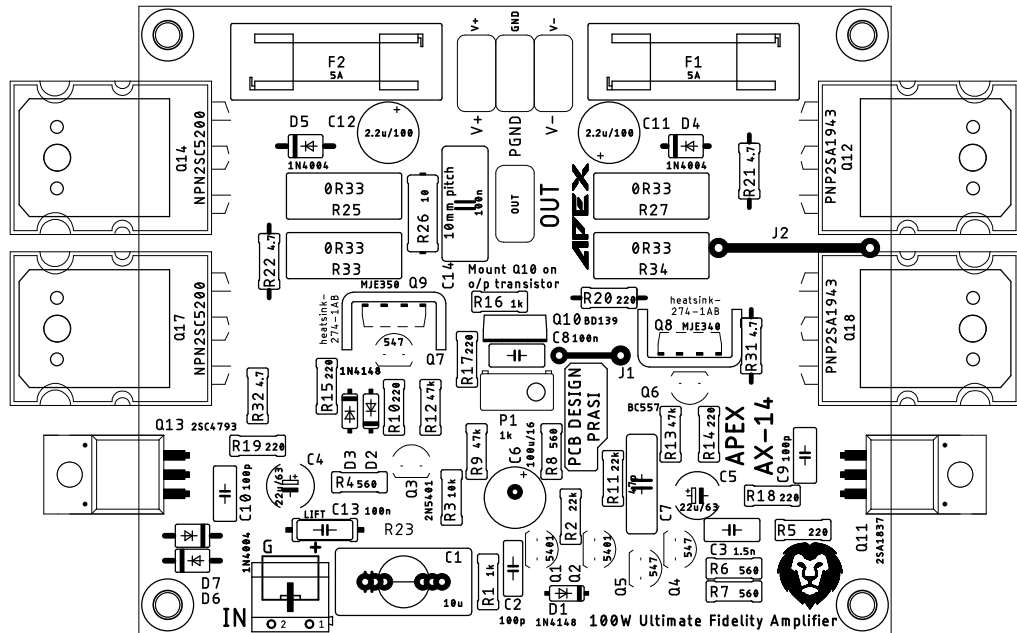 V+
GND
V-
F2
5A
F1
5A
V+
PGND
V-
C12
2.2u/100
+
2.2u/100
+
C11
D5
1N4004
D4
1N4004
Q14
NPN2SC5200
Q12
PNP2SA1943
R21 4.7
0R33
R25
R26 10
10mm pitch
100n
C14
OUT
OUT
APEX
0R33
R27
J2
R22 4.7
0R33
R33
0R33
R34
Mount Q10 on
o/p transistor
MJE350
Q9
heatsink-
274-1AB
R16 1k
R20 220
heatsink-
274-1AB
Q17
NPN2SC5200
Q18
PNP2SA1943
Q10 BD139
Q8 MJE340
R31 4.7
547
Q7
R17 220
C8 100n
J1
1N4148
R15 220
R32 4.7
R10 220
R12 47k
P1
1k
PCB DESIGN
PRASI
Q6
BC557
R13 47k
R14 220
APEX
AX-14
Q13 2SC4793
R19 220
C10 100p
C4
22u/63
D3
D2
R4 560
Q3
2N5401
R9 47k
C6
100u/16
+
R8 560
R11 22k
47p
C7
C5
22u/63
C9 100p
R18 220
R3 10k
LIFT
C13 100n
R23
R2 22k
C3 1.5n
R5 220
Q11
2SA1837
1N4004
D7
D6
G
+
C1
10u
R1 1k
C2
100p
5401
Q1
5401
Q2
547
Q5
547
Q4
R6 560
R7 560
IN
2
1
D1
1N4148
100W Ultimate Fidelity Amplifier